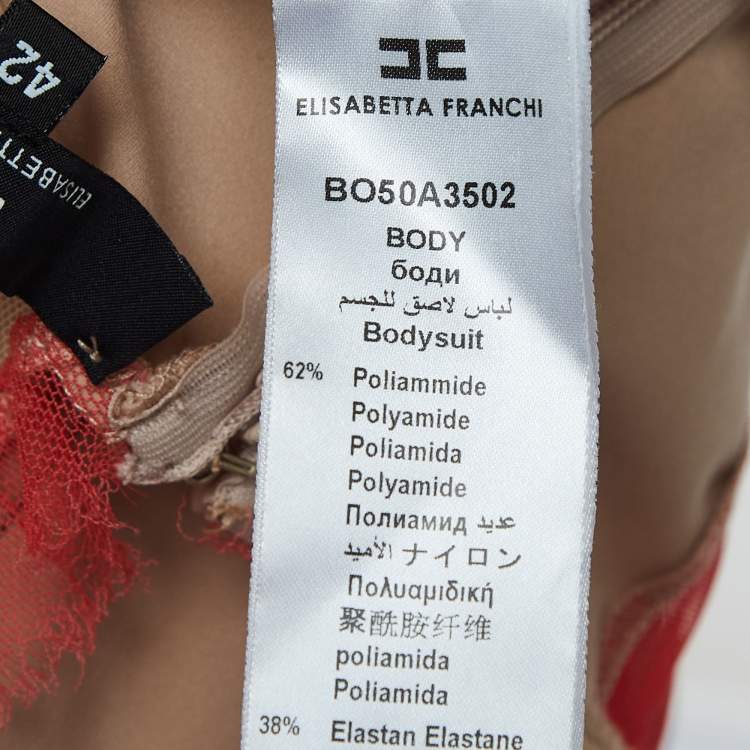 42
ELISABETTA
ELISABETTA FRANCHI
BO50A3502
BODY
боди
لباس لاصق للجسم
Bodysuit
62% Poliammide
Polyamide
Poliamida
Polyamide
Полиамид عديد
الأميد ナイロン
Πολυαμιδική
聚酰胺纤维
poliamida
Poliamida
38% Elastan Elastane